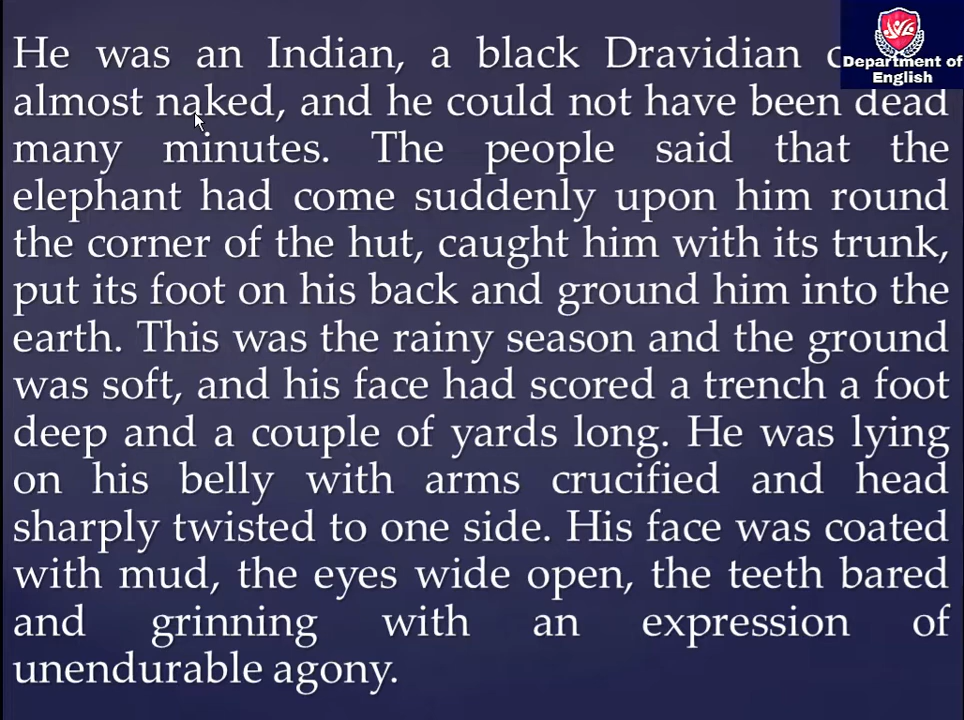 He was an Indian, a black Dravidian
almost naked, and he could not have been dead
many minutes. The people said that the
elephant had come suddenly upon him round
the corner of the hut, caught him with its trunk,
put its foot on his back and ground him into the
earth. This was the rainy season and the ground
was soft, and his face had scored a trench a foot
deep and a couple of yards long. He was lying
on his belly with arms crucified and head
sharply twisted to one side. His face was coated
with mud, the eyes wide open, the teeth bared
and grinning with an expression of
unendurable agony.
Department of
English